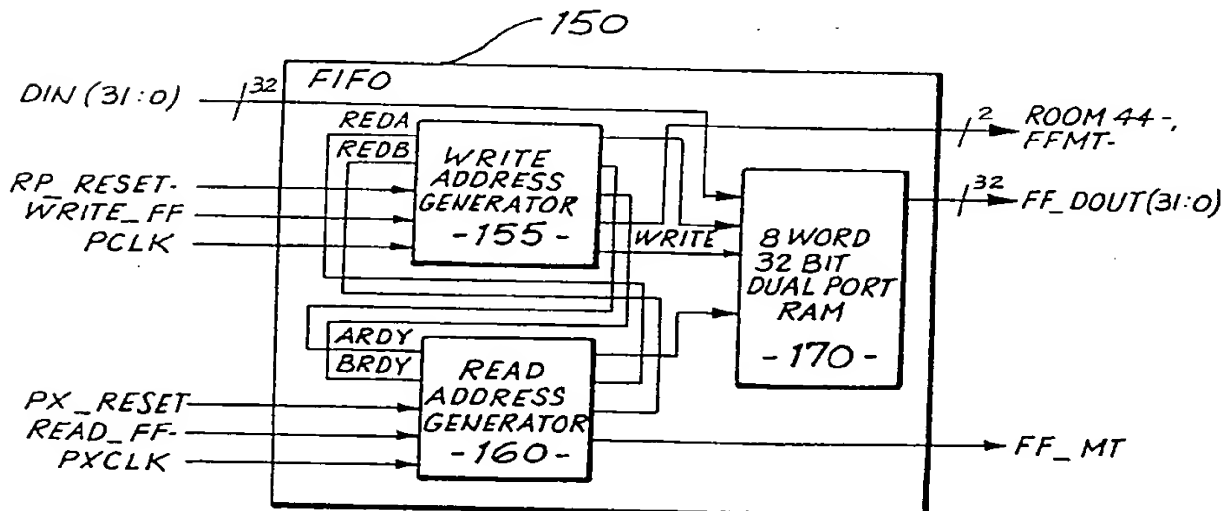 150
FIFO
DIN (31:0)
32
REDA
REDB
WRITE
ADDRESS
GENERATOR
-155-
RP_RESET-
WRITE_FF
PCLK
WRITE
2
ROOM 44-,
FFMT-
32
FF_DOUT(31:0)
8 WORD
32 BIT
DUAL PORT
RAM
-170-
ARDY
BRDY
READ
ADDRESS
GENERATOR
-160-
PX_RESET
READ_FF-
PXCLK
FF_MT